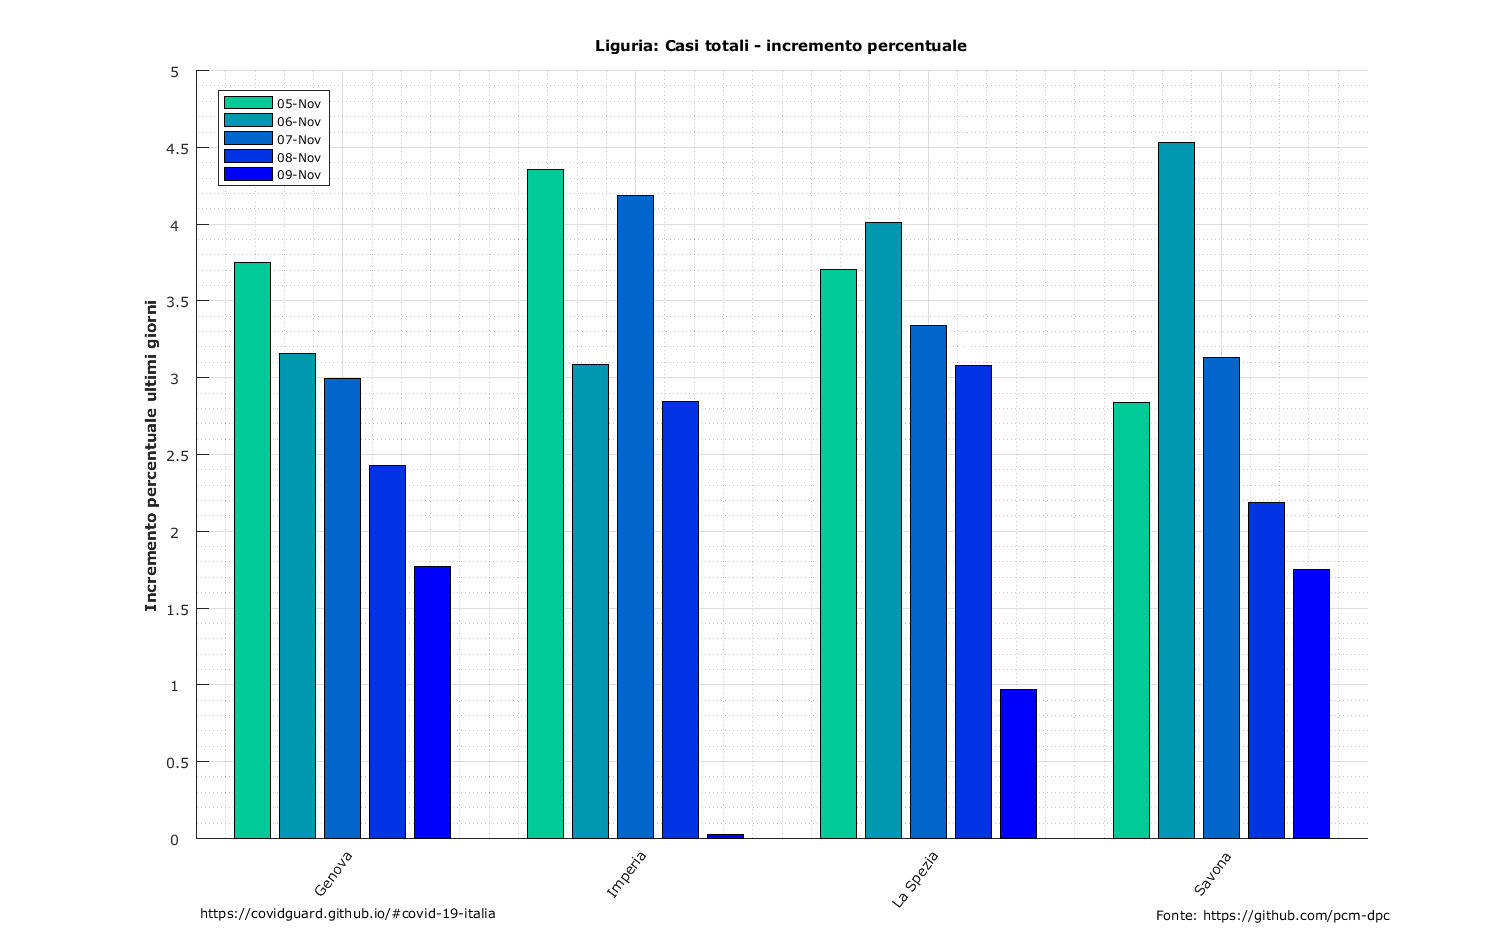 Liguria: Casi totali - incremento percentuale
5
4.5
4
3.5
3
2.5
2
1.5
1
0.5
0
Incremento percentuale ultimi giorni
05-Nov
06-Nov
07-Nov
08-Nov
09-Nov
Genova
Imperia
La Spezia
Savona
https://covidguard.github.io/#covid-19-italia
Fonte: https://github.com/pcm-dpc